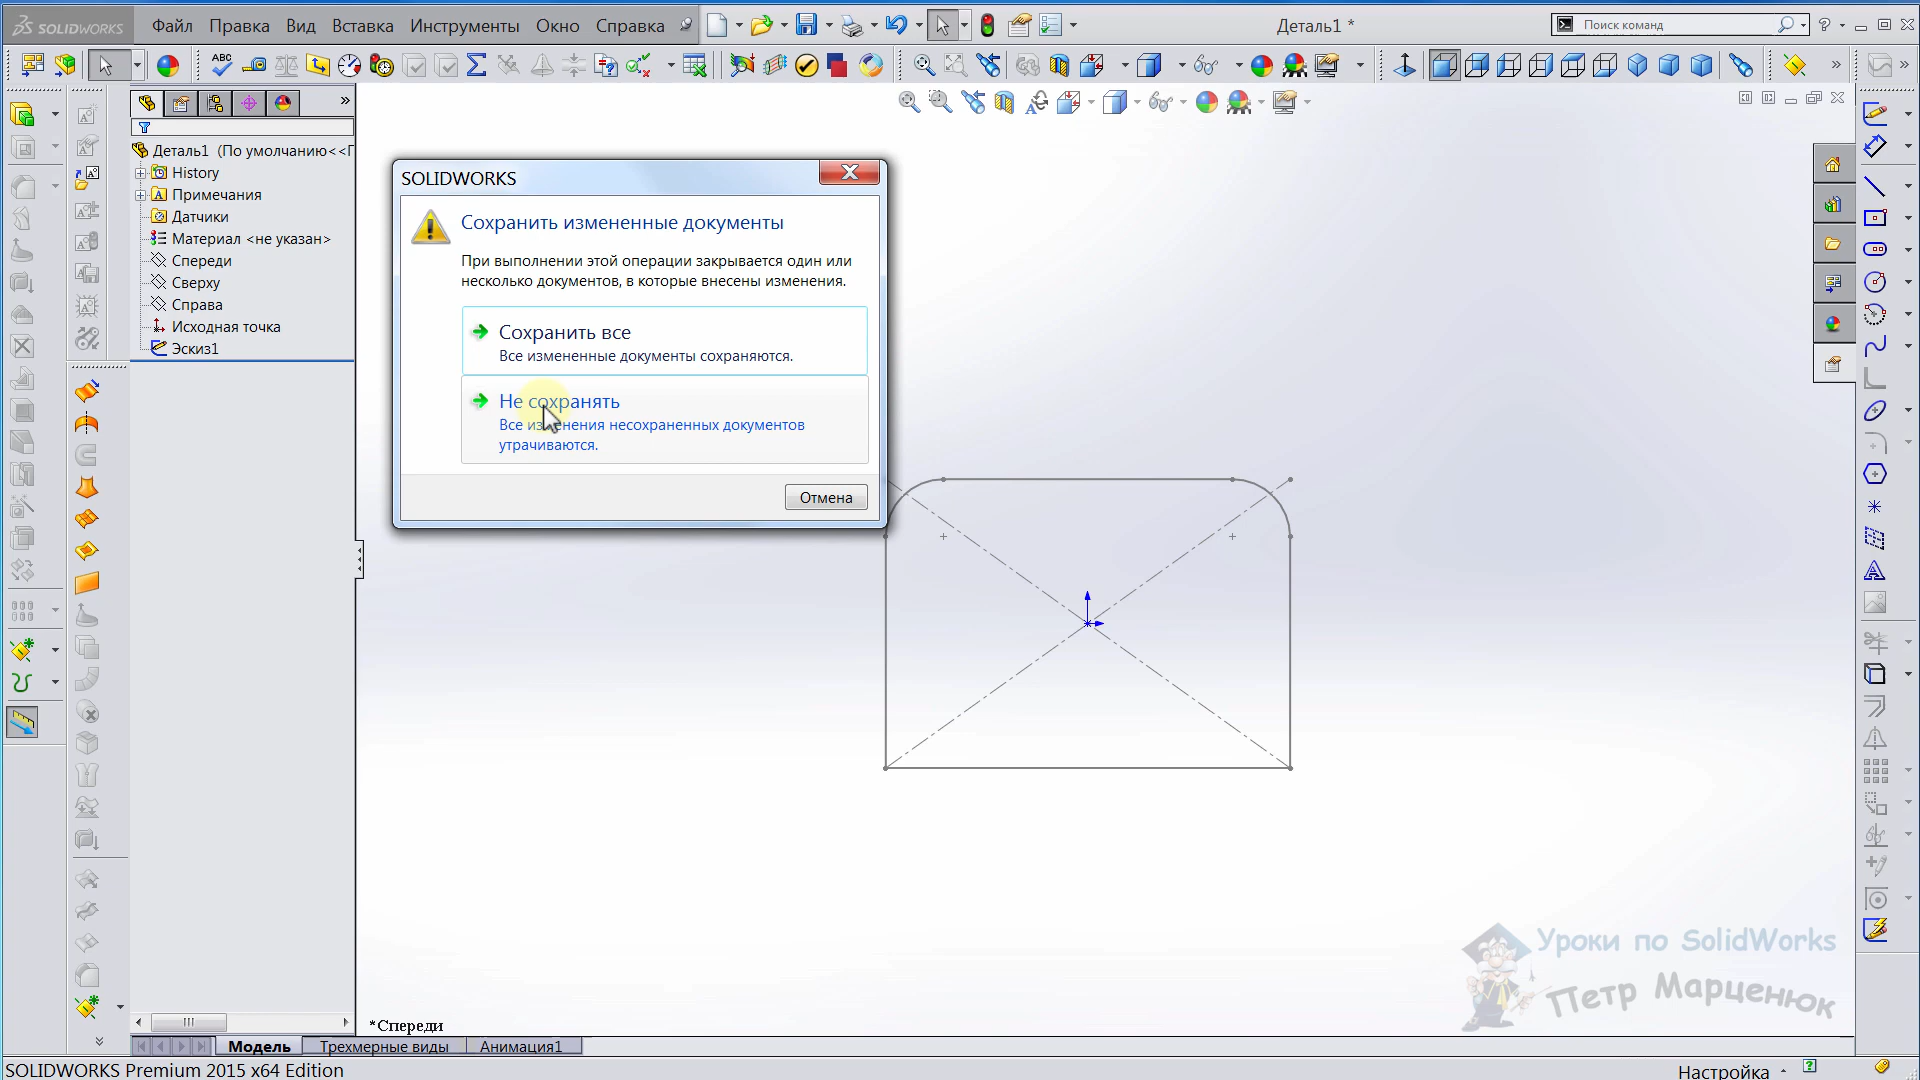 SOLIDWORKS
Файл Правка Вид Вставка Инструменты Окно Справка
Деталь1 *
Поиск команд
Деталь1 (По умолчанию<<Г
History
Примечания
Датчики
Материал <не указан>
Спереди
Сверху
Справа
Исходная точка
Эскиз1
SOLIDWORKS
Сохранить измененные документы
При выполнении этой операции закрывается один или
несколько документов, в которые внесены изменения.
Сохранить все
Все измененные документы сохраняются.
Не сохранять
Все изменения несохраненных документов
утрачиваются.
Отмена
Уроки по SolidWorks
Петр Марценюк
*Спереди
Модель Трехмерные виды Анимация1
SOLIDWORKS Premium 2015 x64 Edition
Настройка